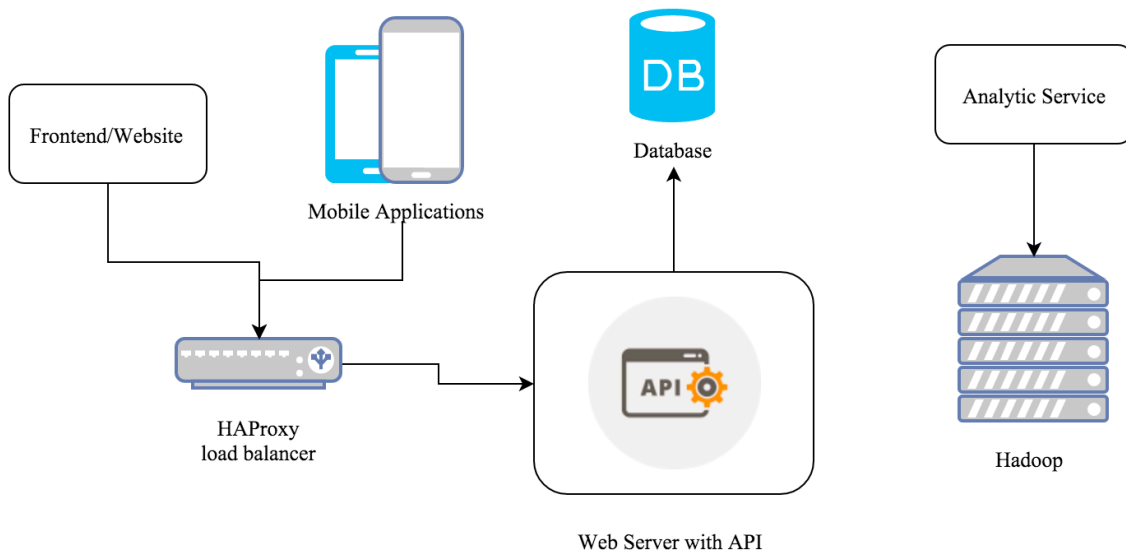 Frontend/Website
Mobile Applications
DB
Database
Analytic Service
HAProxy
load balancer
API
Web Server with API
Hadoop